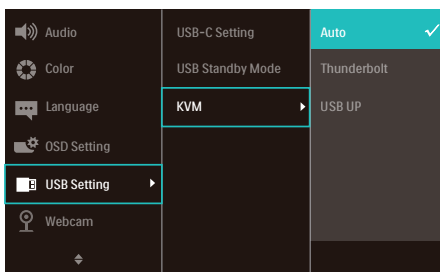 Audio
Color
Language
OSD Setting
USB Setting
Webcam
USB-C Setting
USB Standby Mode
KVM
Auto
Thunderbolt
USB UP